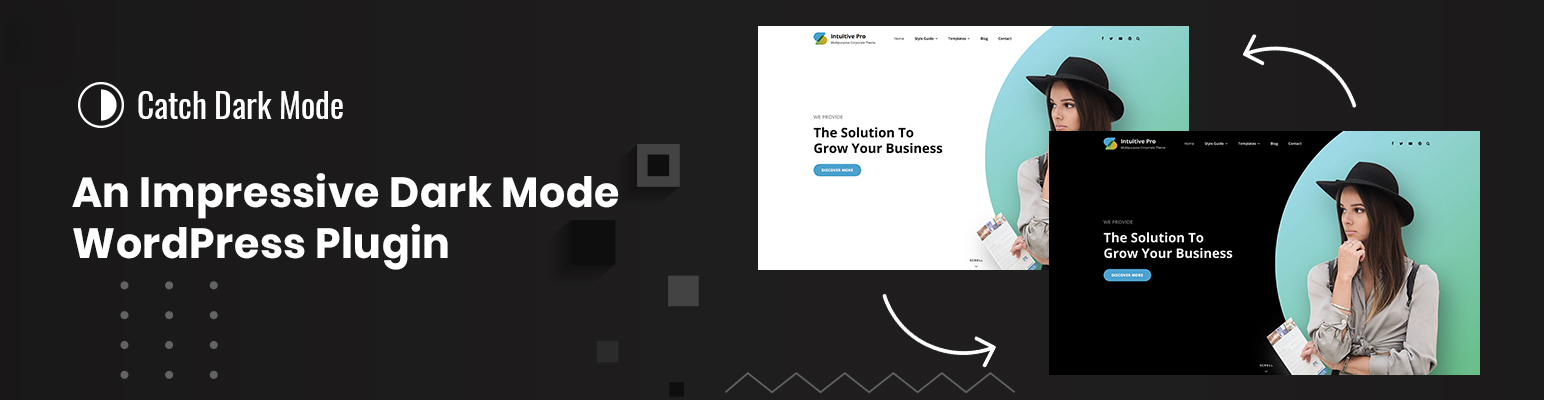 Catch Dark Mode
An Impressive Dark Mode
WordPress Plugin
Intuitive Pro
Multipurpose Corporate Theme
Home Style Guide Templates Blog Contact
WE PROVIDE
The Solution To
Grow Your Business
DISCOVER MORE
SCROLL
Intuitive Pro
Multipurpose Corporate Theme
Home Style Guide Templates Blog Contact
WE PROVIDE
The Solution To
Grow Your Business
DISCOVER MORE
SCROLL